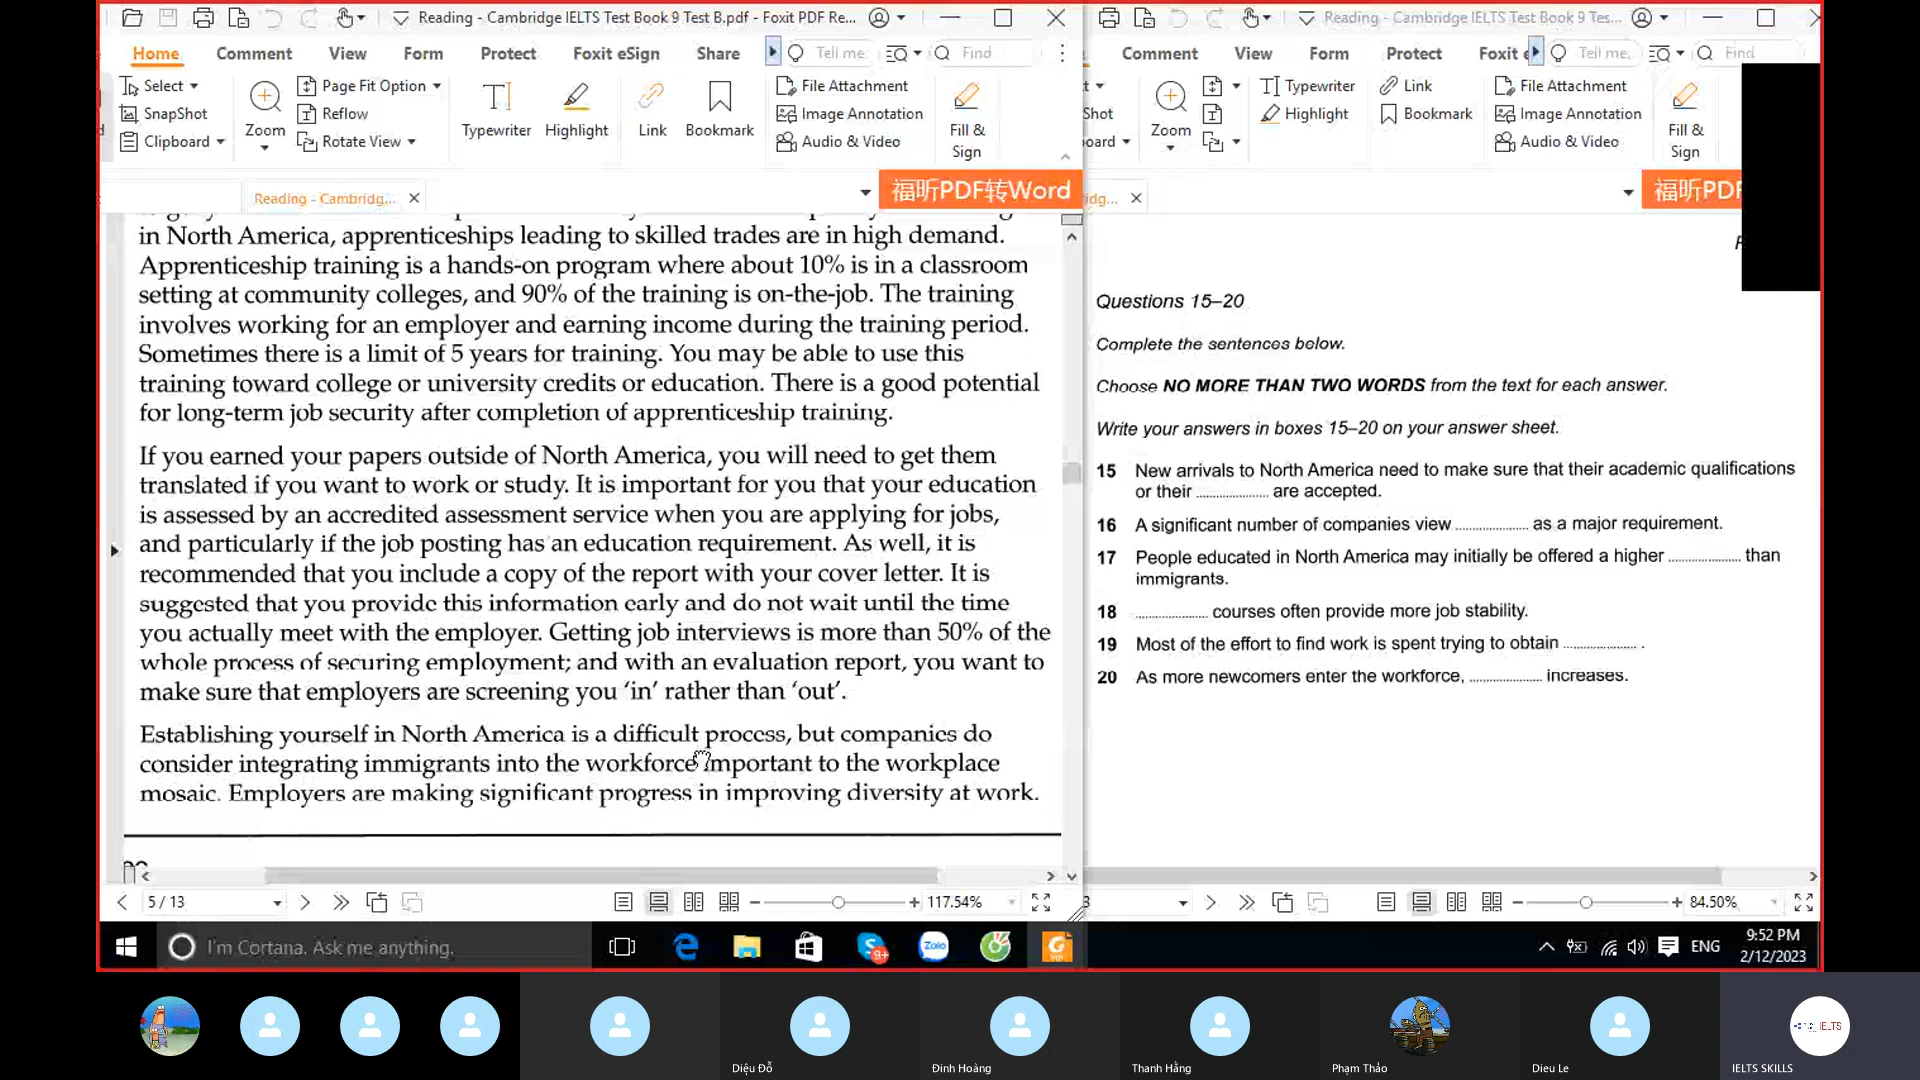 Reading - Cambridge IELTS Test Book 9 Test B.pdf - Foxit PDF Re...
Home Comment View Form Protect Foxit eSign Share Tell me. Find
Select
SnapShot
Clipboard
Zoom
Page Fit Option
Reflow
Rotate View
Typewriter
Highlight
Link
Bookmark
File Attachment
Image Annotation
Audio & Video
Fill &
Sign
Reading - Cambridg...
福昕PDF转Word
in North America, apprenticeships leading to skilled trades are in high demand.
Apprenticeship training is a hands-on program where about 10% is in a classroom
setting at community colleges, and 90% of the training is on-the-job. The training
involves working for an employer and earning income during the training period.
Sometimes there is a limit of 5 years for training. You may be able to use this
training toward college or university credits or education. There is a good potential
for long-term job security after completion of apprenticeship training.
If you earned your papers outside of North America, you will need to get them
translated if you want to work or study. It is important for you that your education
is assessed by an accredited assessment service when you are applying for jobs,
and particularly if the job posting has an education requirement. As well, it is
recommended that you include a copy of the report with your cover letter. It is
suggested that you provide this information early and do not wait until the time
you actually meet with the employer. Getting job interviews is more than 50% of the
whole process of securing employment; and with an evaluation report, you want to
make sure that employers are screening you ‘in’ rather than ‘out’.
Establishing yourself in North America is a difficult process, but companies do
consider integrating immigrants into the workforce important to the workplace
mosaic. Employers are making significant progress in improving diversity at work.
5 / 13
117.54%
Reading - Cambridge IELTS Test Book 9 Tes...
Comment View Form Protect Foxit e Tell me. Find
Zoom
Typewriter
Highlight
Link
Bookmark
File Attachment
Image Annotation
Audio & Video
Fill &
Sign
福昕PDF
Questions 15–20
Complete the sentences below.
Choose NO MORE THAN TWO WORDS from the text for each answer.
Write your answers in boxes 15–20 on your answer sheet.
15 New arrivals to North America need to make sure that their academic qualifications
or their .................... are accepted.
16 A significant number of companies view .................... as a major requirement.
17 People educated in North America may initially be offered a higher .................... than
immigrants.
18 .................... courses often provide more job stability.
19 Most of the effort to find work is spent trying to obtain .................... .
20 As more newcomers enter the workforce, .................... increases.
84.50%
I'm Cortana. Ask me anything.
Zalo
9+
ENG
9:52 PM
2/12/2023
Diệu Đỗ
Đinh Hoàng
Thanh Hằng
Phạm Thảo
Dieu Le
IELTS SKILLS